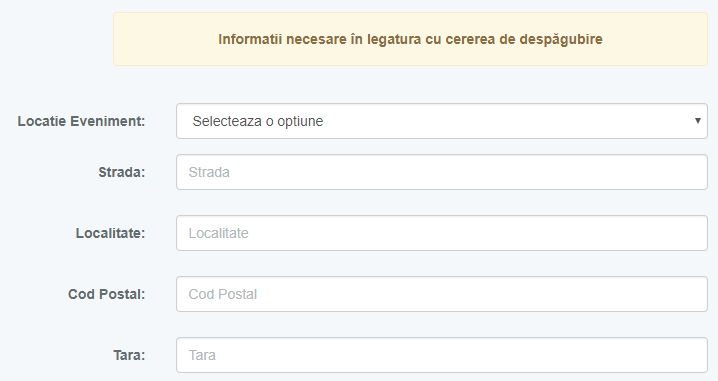 Informatii necesare în legatura cu cererea de despăgubire
Locatie Eveniment: Selecteaza o optiune
Strada: Strada
Localitate: Localitate
Cod Postal: Cod Postal
Tara: Tara